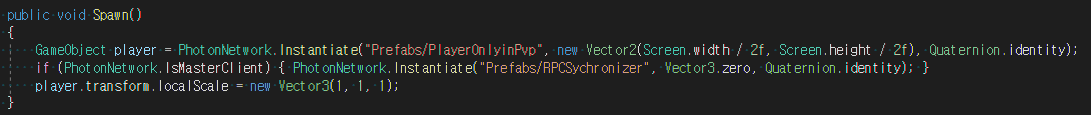 public void Spawn()
{
GameObject player = PhotonNetwork.Instantiate("Prefabs/PlayerOnlyinPvp", new Vector2(Screen.width / 2f, Screen.height / 2f), Quaternion.identity);
if (PhotonNetwork.IsMasterClient) { PhotonNetwork.Instantiate("Prefabs/RPCSychronizer", Vector3.zero, Quaternion.identity); }
player.transform.localScale = new Vector3(1, 1, 1);
}